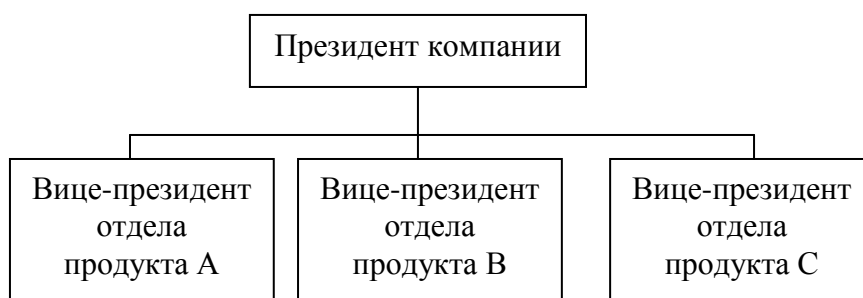 Президент компании
Вице-президент
отдела
продукта А
Вице-президент
отдела
продукта В
Вице-президент
отдела
продукта С